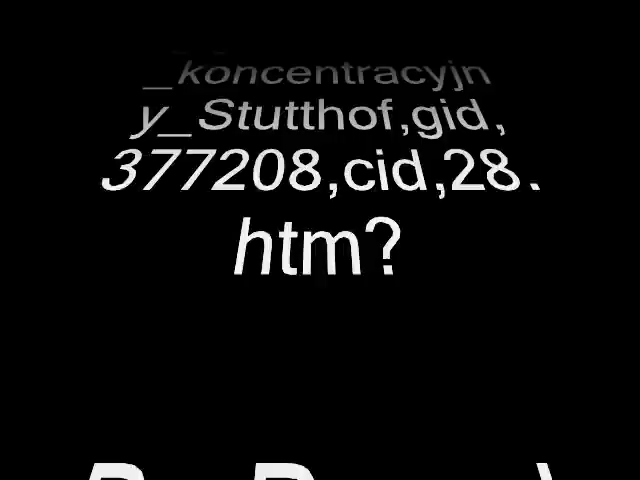 _koncentracyjn
y_Stutthof,gid,
377208,cid,28.
htm?